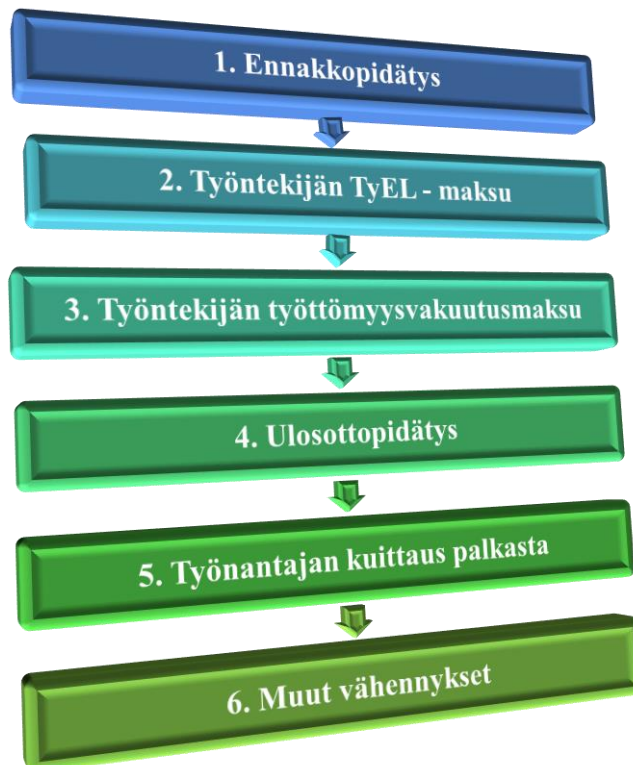 1. Ennakkopidätys
2. Työntekijän TyEL - maksu
3. Työntekijän työttömyysvakuutusmaksu
4. Ulosottopidätys
5. Työnantajan kuittaus palkasta
6. Muut vähennykset